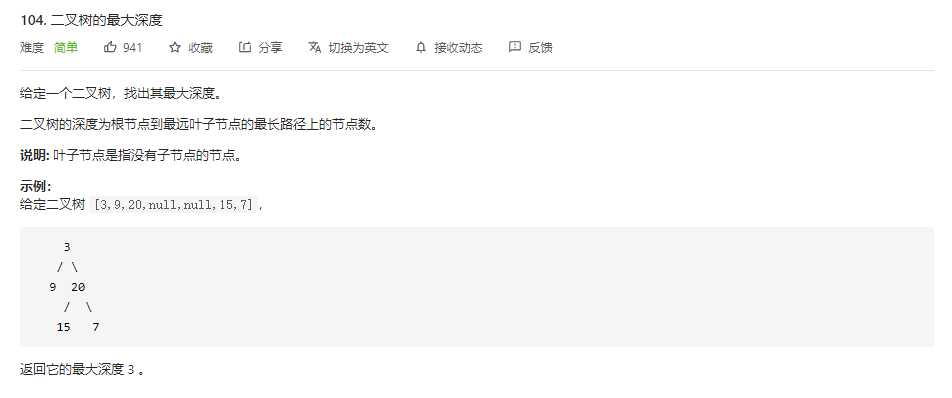 104. 二叉树的最大深度
难度 简单 941 收藏 分享 切换为英文 接收动态 反馈
给定一个二叉树，找出其最大深度。
二叉树的深度为根节点到最远叶子节点的最长路径上的节点数。
说明: 叶子节点是指没有子节点的节点。
示例：
给定二叉树 [3,9,20,null,null,15,7]，
3
/ \
9 20
/ \
15 7
返回它的最大深度 3 。